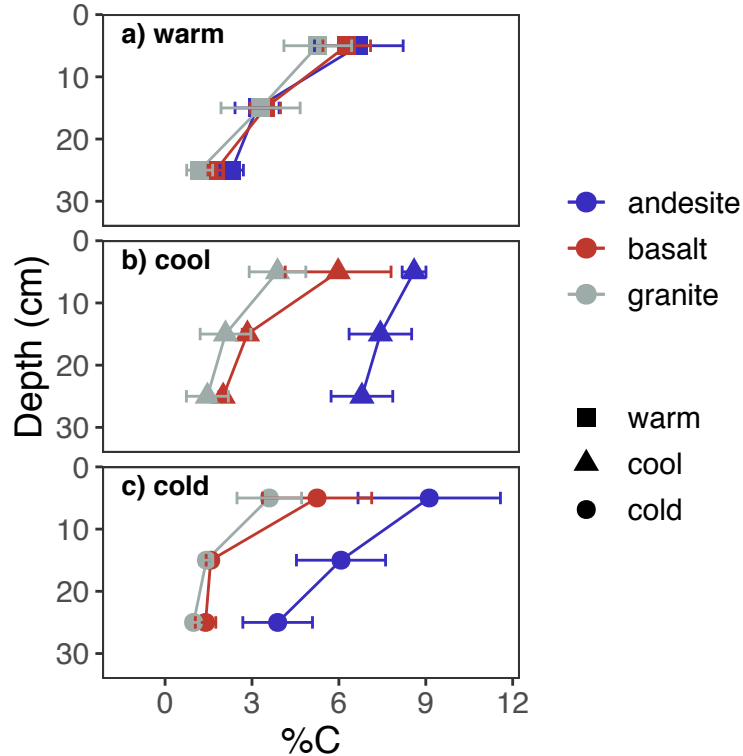 0
a) warm
10
20
30
0
b) cool
10
20
30
0
c) cold
10
20
30
Depth (cm)
0 3 6 9 12
%C
andesite
basalt
granite
warm
cool
cold